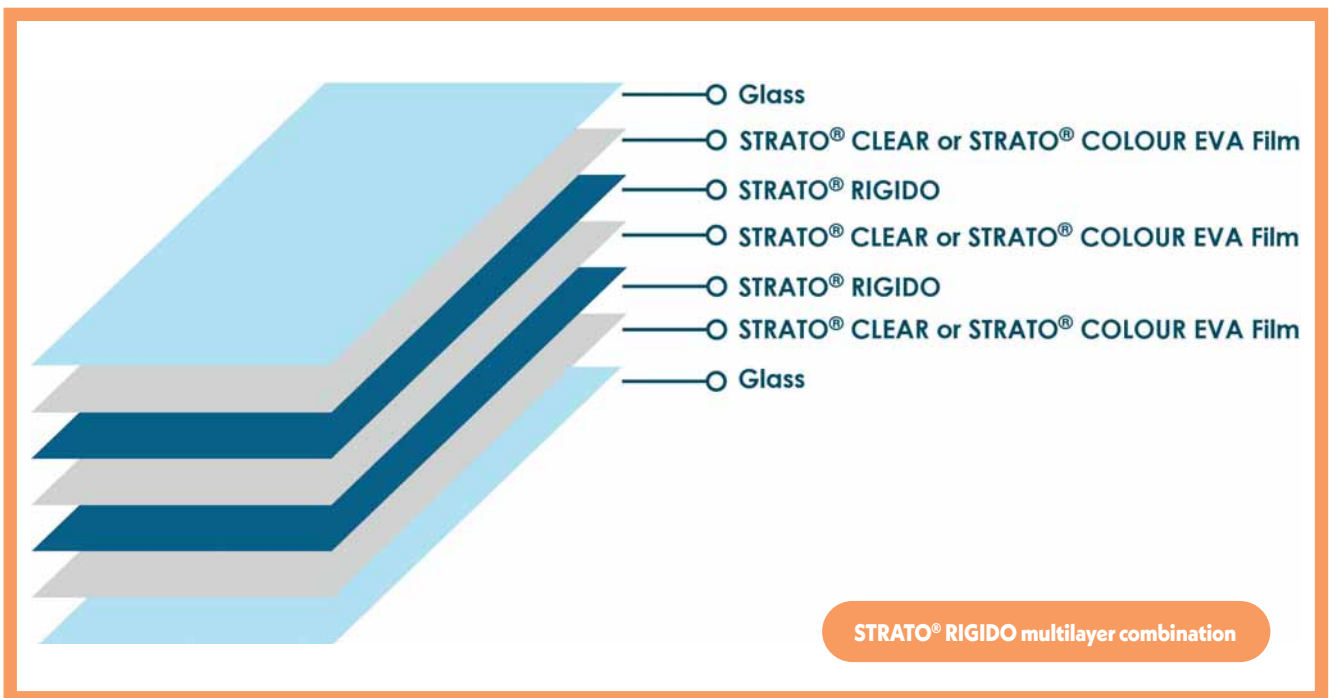 Glass
STRATO® CLEAR or STRATO® COLOUR EVA Film
STRATO® RIGIDO
STRATO® CLEAR or STRATO® COLOUR EVA Film
STRATO® RIGIDO
STRATO® CLEAR or STRATO® COLOUR EVA Film
Glass
STRATO® RIGIDO multilayer combination